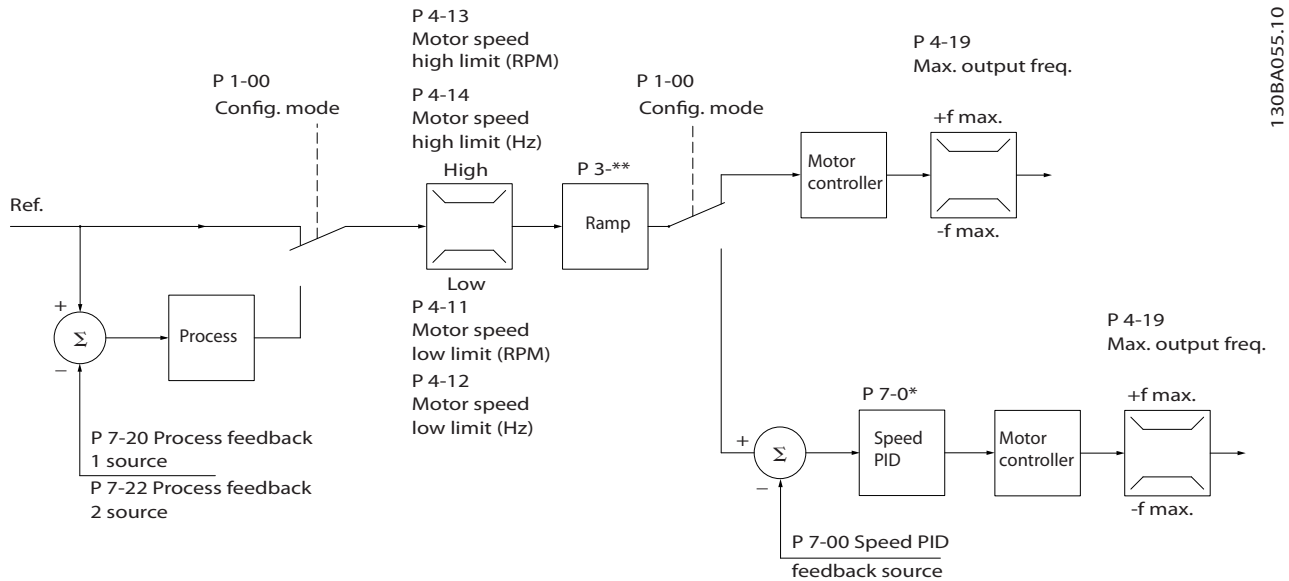 P 4-13
Motor speed
high limit (RPM)
P 4-14
Motor speed
high limit (Hz)
High
P 1-00
Config. mode
P 3-**
Ramp
P 1-00
Config. mode
Motor
controller
P 4-19
Max. output freq.
+f max.
-f max.
130BA055.10
Ref.
+
Σ
−
Process
Low
P 4-11
Motor speed
low limit (RPM)
P 4-12
Motor speed
low limit (Hz)
P 7-20 Process feedback
1 source
P 7-22 Process feedback
2 source
+
Σ
−
P 7-0*
Speed
PID
Motor
controller
P 4-19
Max. output freq.
+f max.
-f max.
P 7-00 Speed PID
feedback source